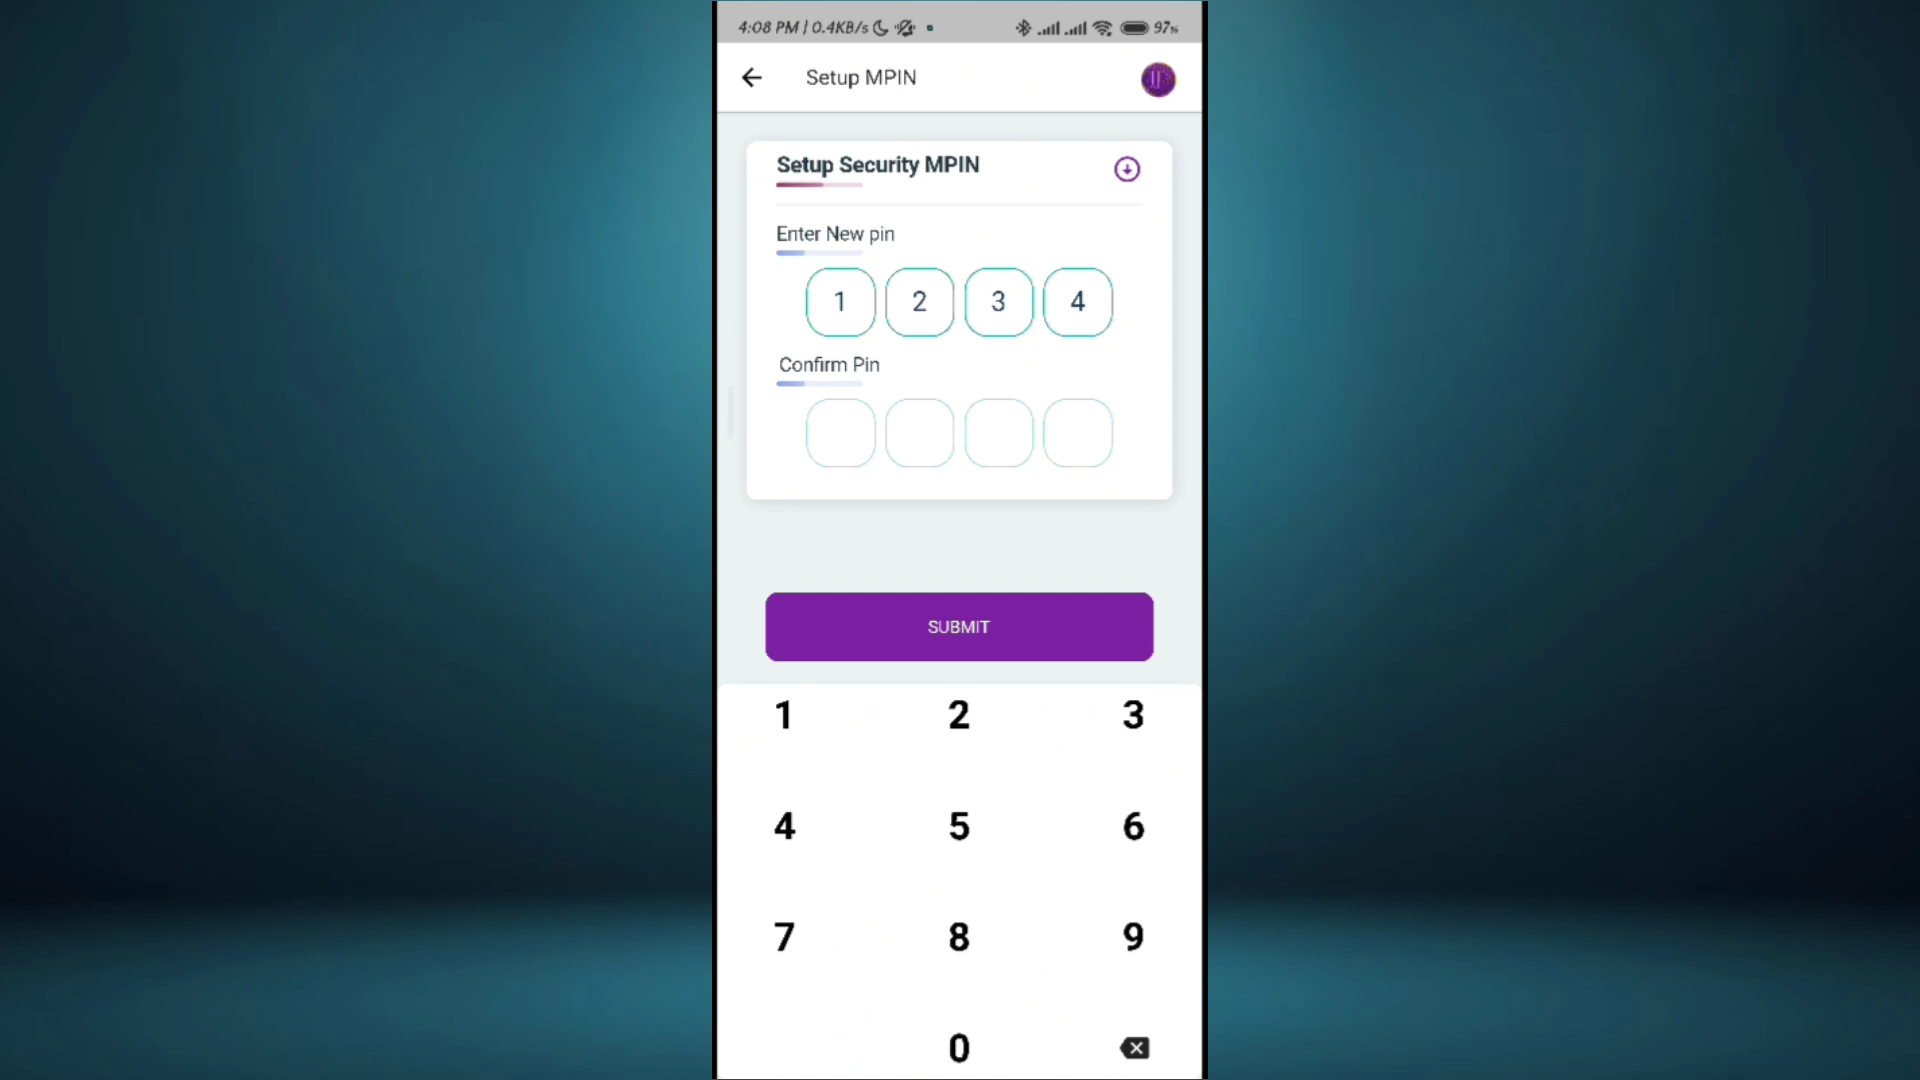 4:08 PM | 0.4KB/s 97%
Setup MPIN
Setup Security MPIN
Enter New pin
1 2 3 4
Confirm Pin
SUBMIT
1 2 3
4 5 6
7 8 9
0